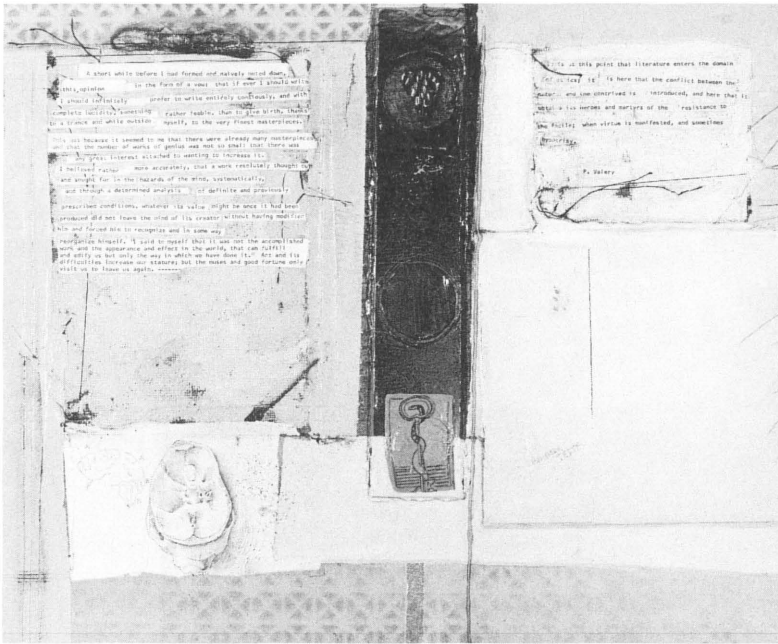 A short while before I had formed and naively noted down,
this opinion in the form of a vow: that if ever I should write
I should infinitely prefer to write entirely consciously, and with
complete lucidity, something rather feeble, than to give birth, thanks
to a trance and while outside myself, to the very finest masterpieces.
This was because it seemed to me that there were already many masterpieces
and that the number of works of genius was not so small that there was
any great interest attached to wanting to increase it.
I believed rather more accurately, that a work resolutely thought out
and sought for in the hazards of the mind, systematically,
and through a determined analysis of definite and previously
prescribed conditions, whatever its value might be once it had been
produced did not leave the mind of its creator without having modified
him and forced him to recognize and in some way
reorganize himself. "I said to myself that it was not the accomplished
work and its appearance and effect in the world, that can fulfill
and edify us but only the way in which we have done it." Art and its
difficulties increase our stature; but the muses and good fortune only
visit us to leave us again. -------
at this point that literature enters the domain
is here that the conflict between the
and the contrived is introduced, and here that it
its heroes and martyrs of the resistance to
the facile; when virtue is manifested, and sometimes
hypocrisy.
P. Valery